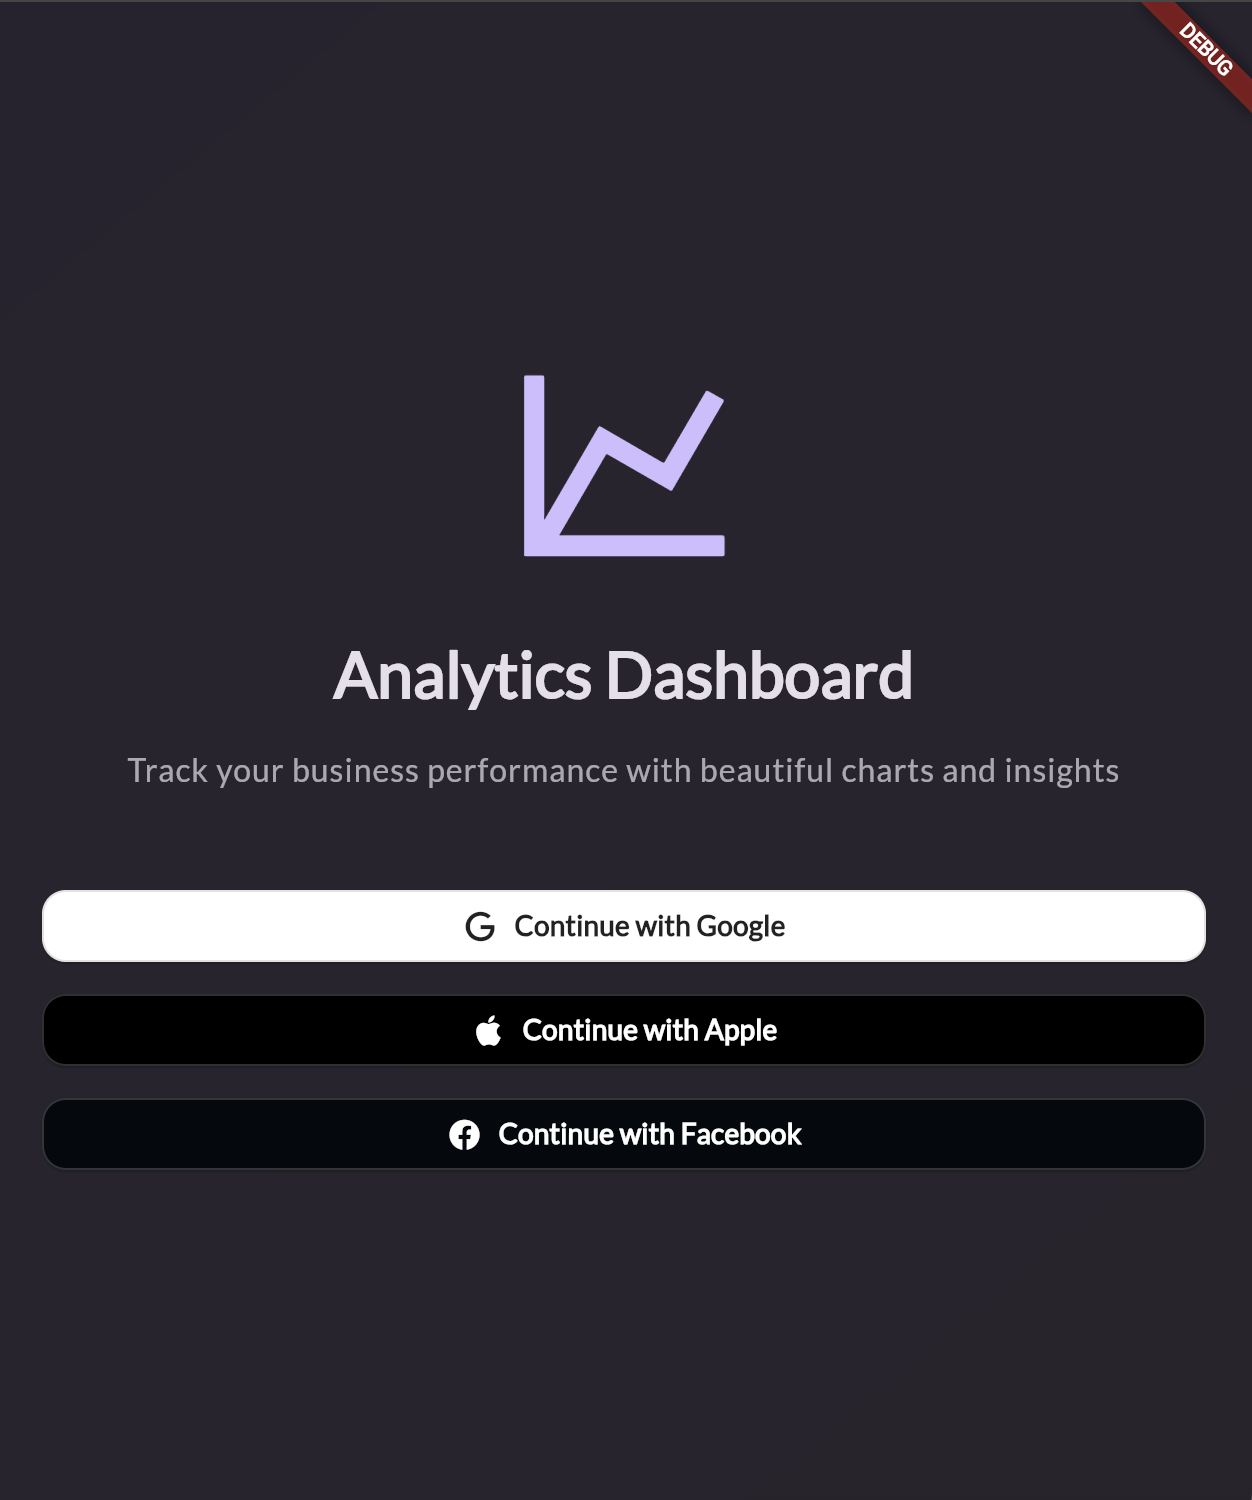 DEBUG
Analytics Dashboard
Track your business performance with beautiful charts and insights
Continue with Google
Continue with Apple
Continue with Facebook